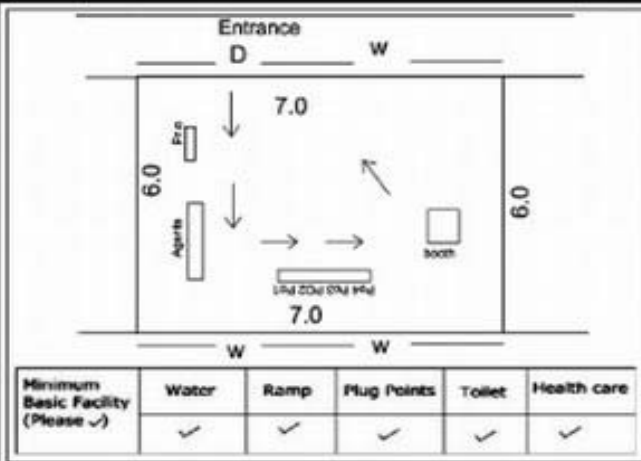 Entrance
D W
7.0
Pro
6.0
6.0
Agents
booth
Po1 PO2 Po3 Po4
7.0
W W
Minimum Basic Facility (Please ✓) Water Ramp Plug Points Toilet Health care
✓ ✓ ✓ ✓ ✓